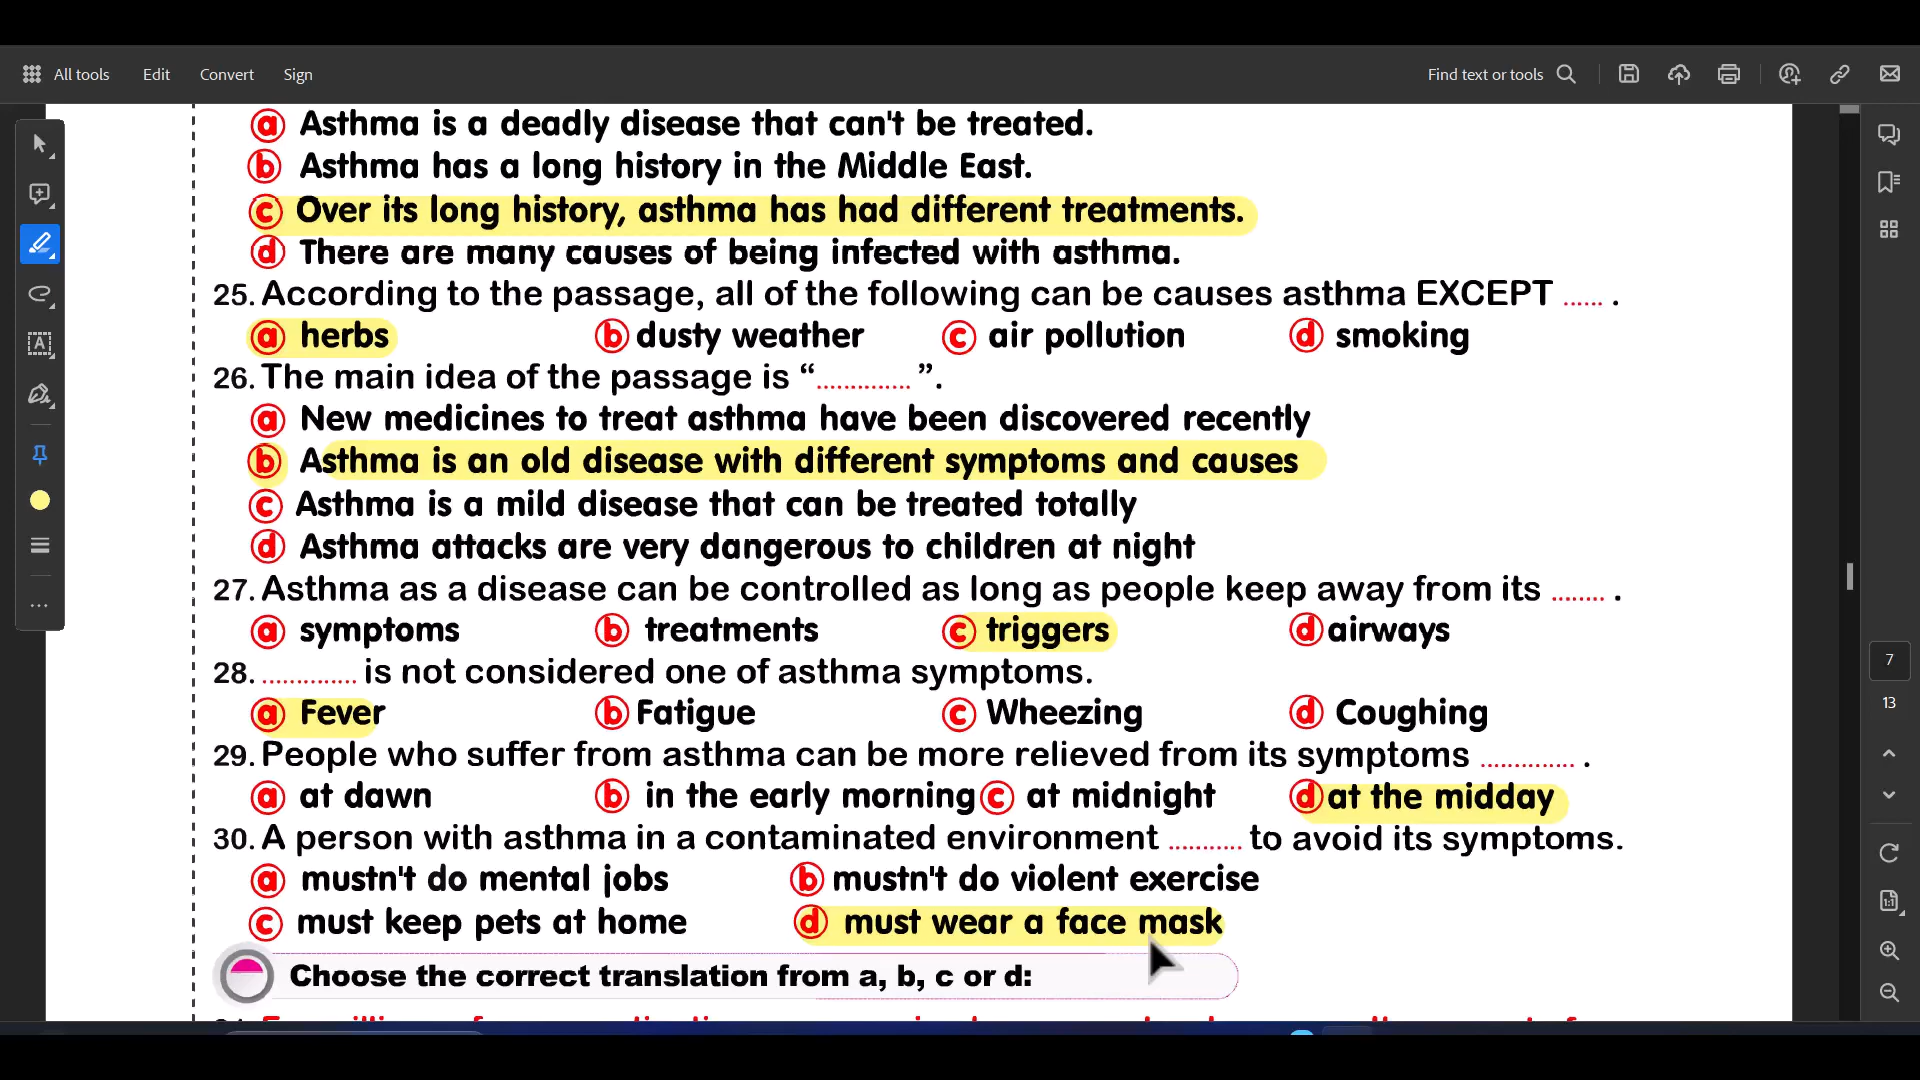 All tools Edit Convert Sign Find text or tools
a Asthma is a deadly disease that can't be treated.
b Asthma has a long history in the Middle East.
c Over its long history, asthma has had different treatments.
d There are many causes of being infected with asthma.
25. According to the passage, all of the following can be causes asthma EXCEPT ...... .
a herbs b dusty weather c air pollution d smoking
26. The main idea of the passage is “.............”.
a New medicines to treat asthma have been discovered recently
b Asthma is an old disease with different symptoms and causes
c Asthma is a mild disease that can be treated totally
d Asthma attacks are very dangerous to children at night
27. Asthma as a disease can be controlled as long as people keep away from its ........ .
a symptoms b treatments c triggers d airways
28. .............. is not considered one of asthma symptoms.
a Fever b Fatigue c Wheezing d Coughing
29. People who suffer from asthma can be more relieved from its symptoms .............. .
a at dawn b in the early morning c at midnight d at the midday
30. A person with asthma in a contaminated environment ........... to avoid its symptoms.
a mustn't do mental jobs b mustn't do violent exercise
c must keep pets at home d must wear a face mask
Choose the correct translation from a, b, c or d:
7
13